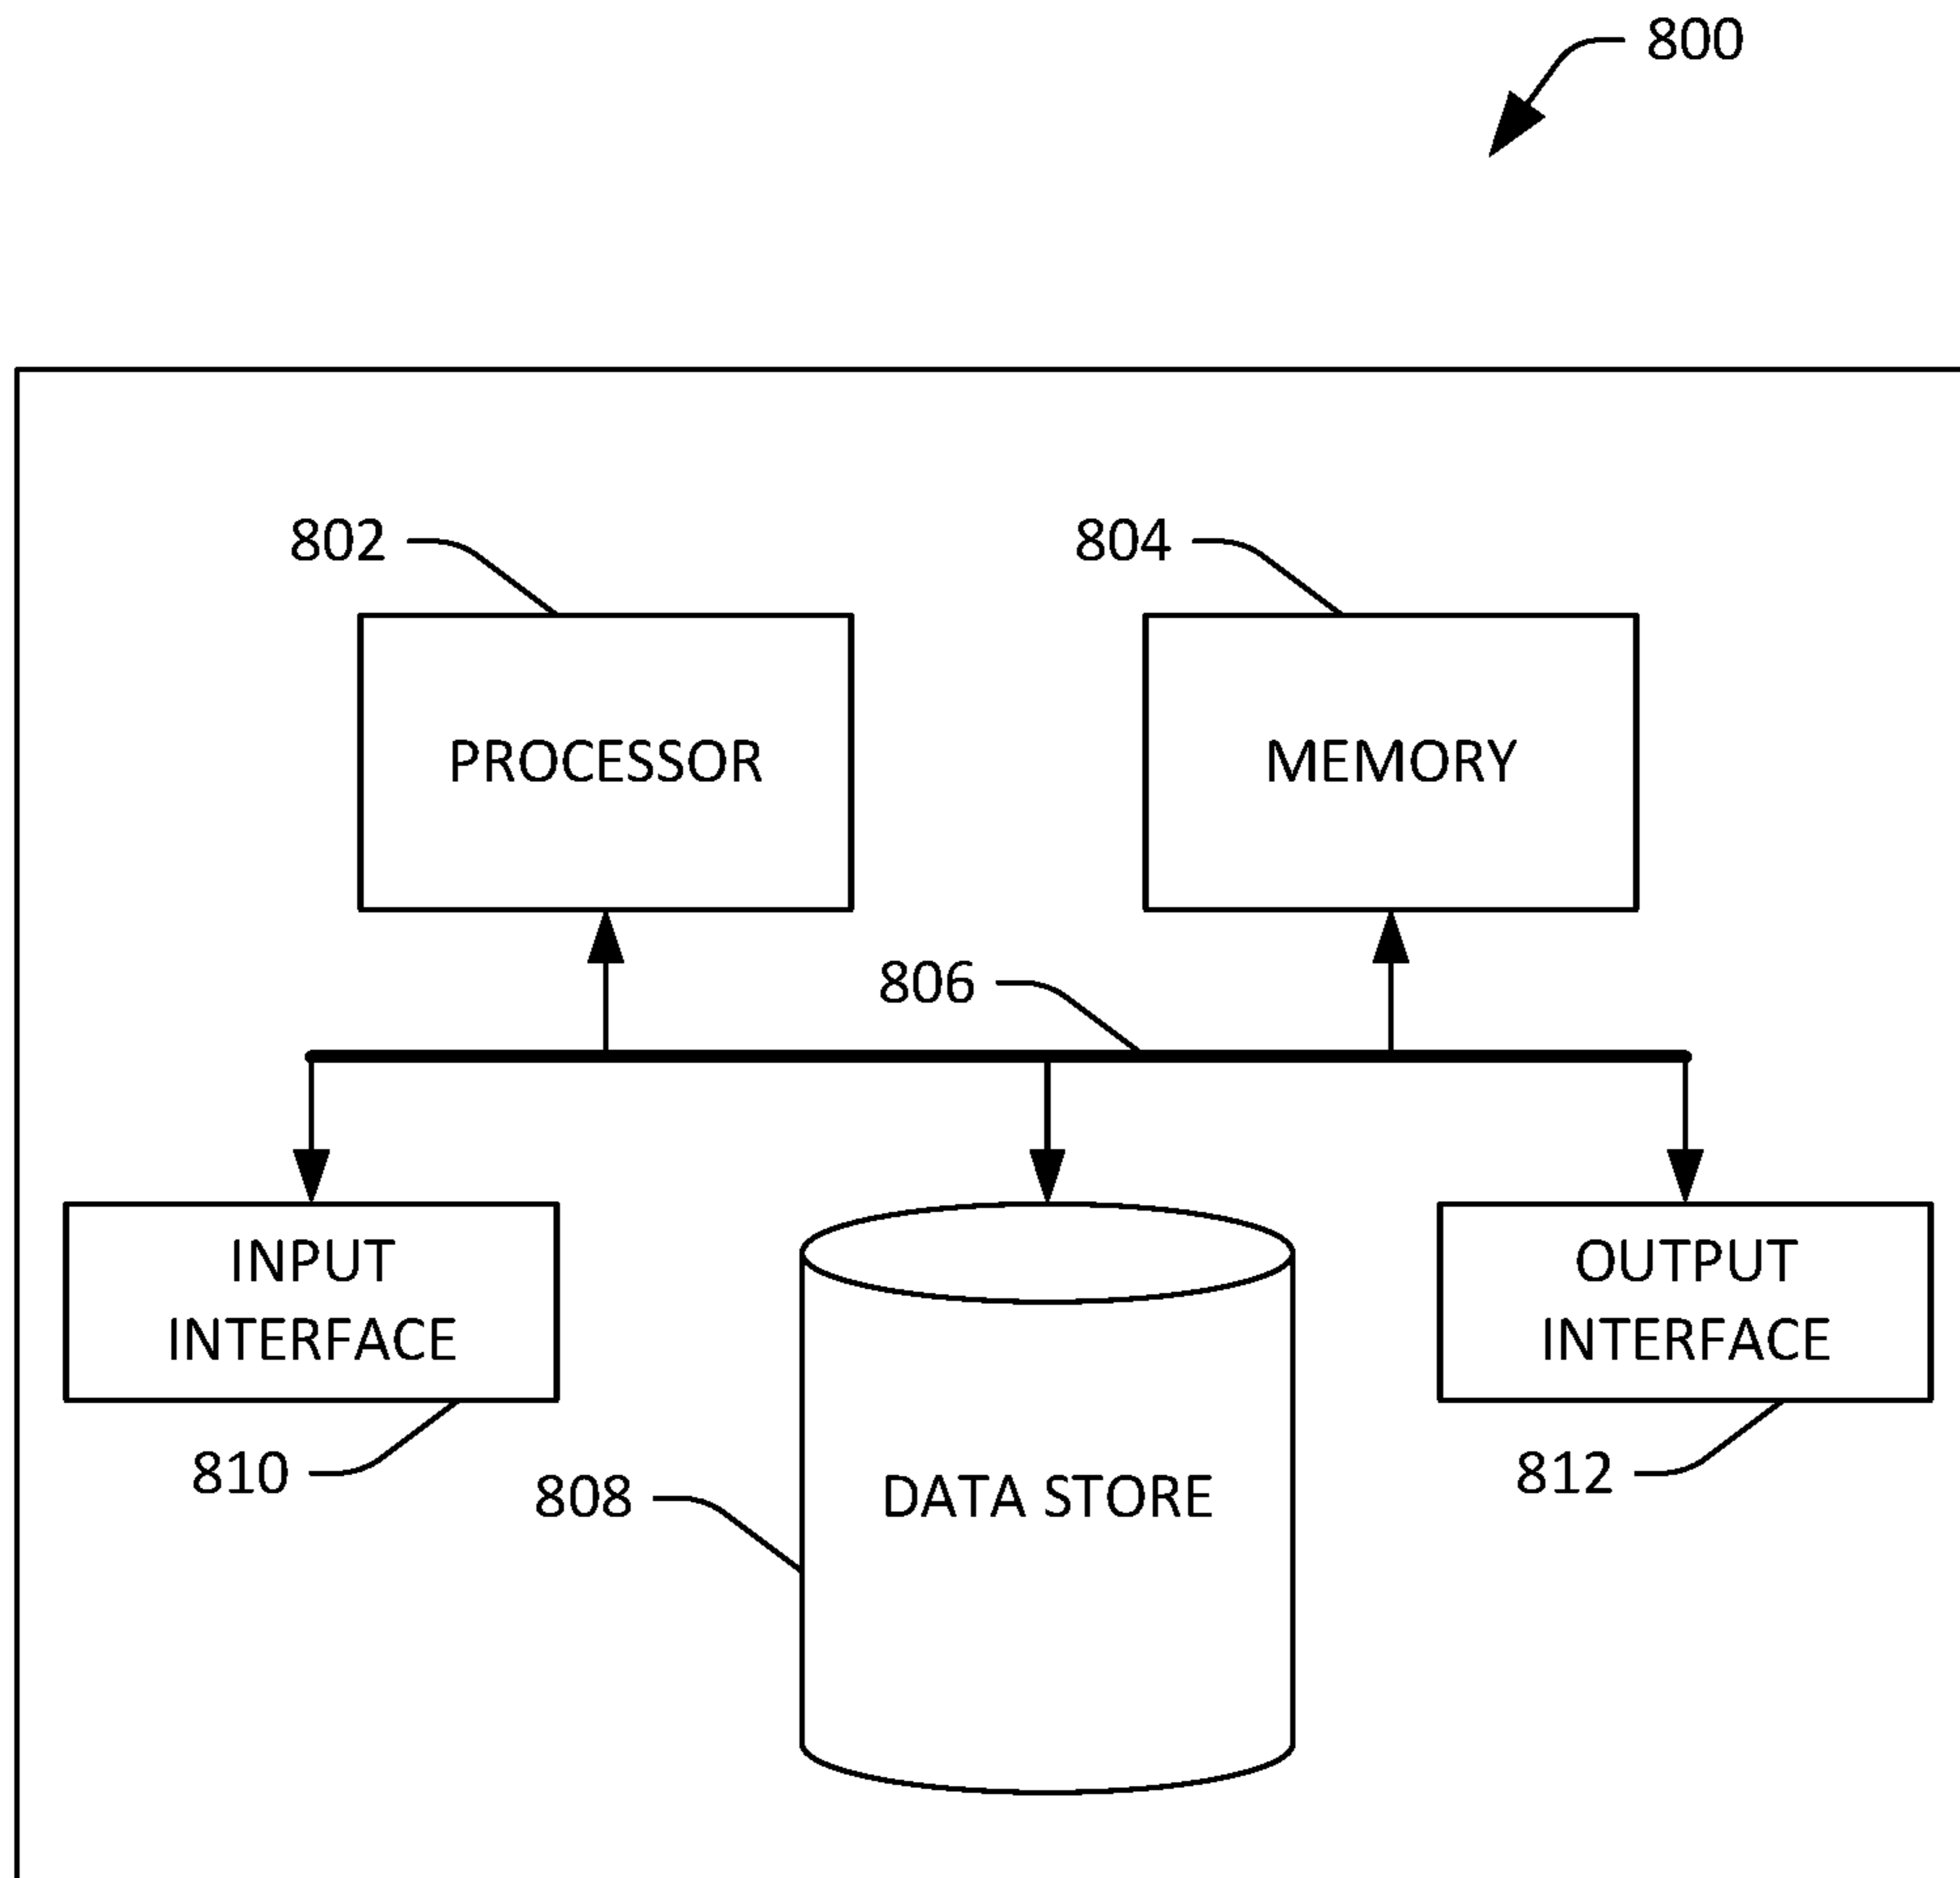 800
802
804
PROCESSOR
MEMORY
806
INPUT
INTERFACE
OUTPUT
INTERFACE
810
808
DATA STORE
812